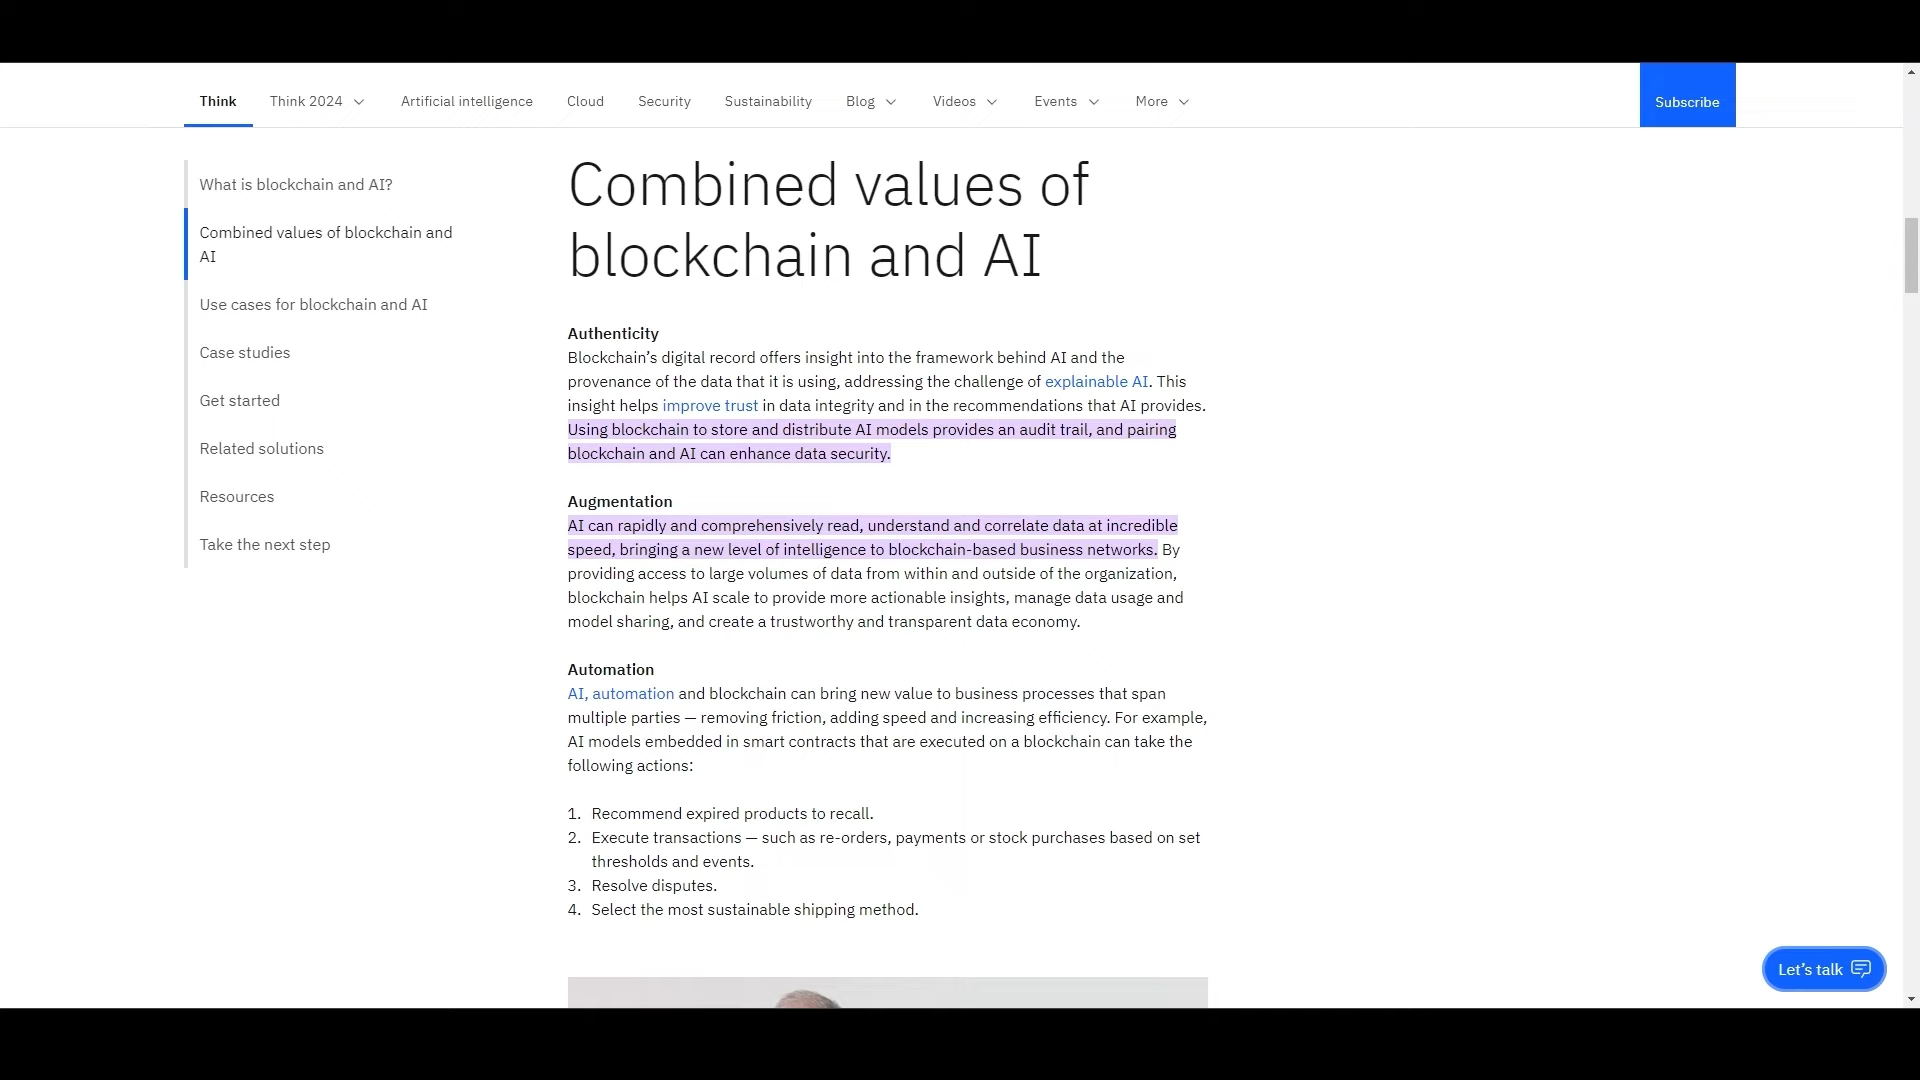 Think
Think 2024
Artificial intelligence
Cloud
Security
Sustainability
Blog
Videos
Events
More
Subscribe
What is blockchain and AI?
Combined values of blockchain and
AI
Use cases for blockchain and AI
Case studies
Get started
Related solutions
Resources
Take the next step
Combined values of
blockchain and AI
Authenticity
Blockchain’s digital record offers insight into the framework behind AI and the
provenance of the data that it is using, addressing the challenge of explainable AI. This
insight helps improve trust in data integrity and in the recommendations that AI provides.
Using blockchain to store and distribute AI models provides an audit trail, and pairing
blockchain and AI can enhance data security.
Augmentation
AI can rapidly and comprehensively read, understand and correlate data at incredible
speed, bringing a new level of intelligence to blockchain-based business networks. By
providing access to large volumes of data from within and outside of the organization,
blockchain helps AI scale to provide more actionable insights, manage data usage and
model sharing, and create a trustworthy and transparent data economy.
Automation
AI, automation and blockchain can bring new value to business processes that span
multiple parties — removing friction, adding speed and increasing efficiency. For example,
AI models embedded in smart contracts that are executed on a blockchain can take the
following actions:
1. Recommend expired products to recall.
2. Execute transactions — such as re-orders, payments or stock purchases based on set
thresholds and events.
3. Resolve disputes.
4. Select the most sustainable shipping method.
Let’s talk